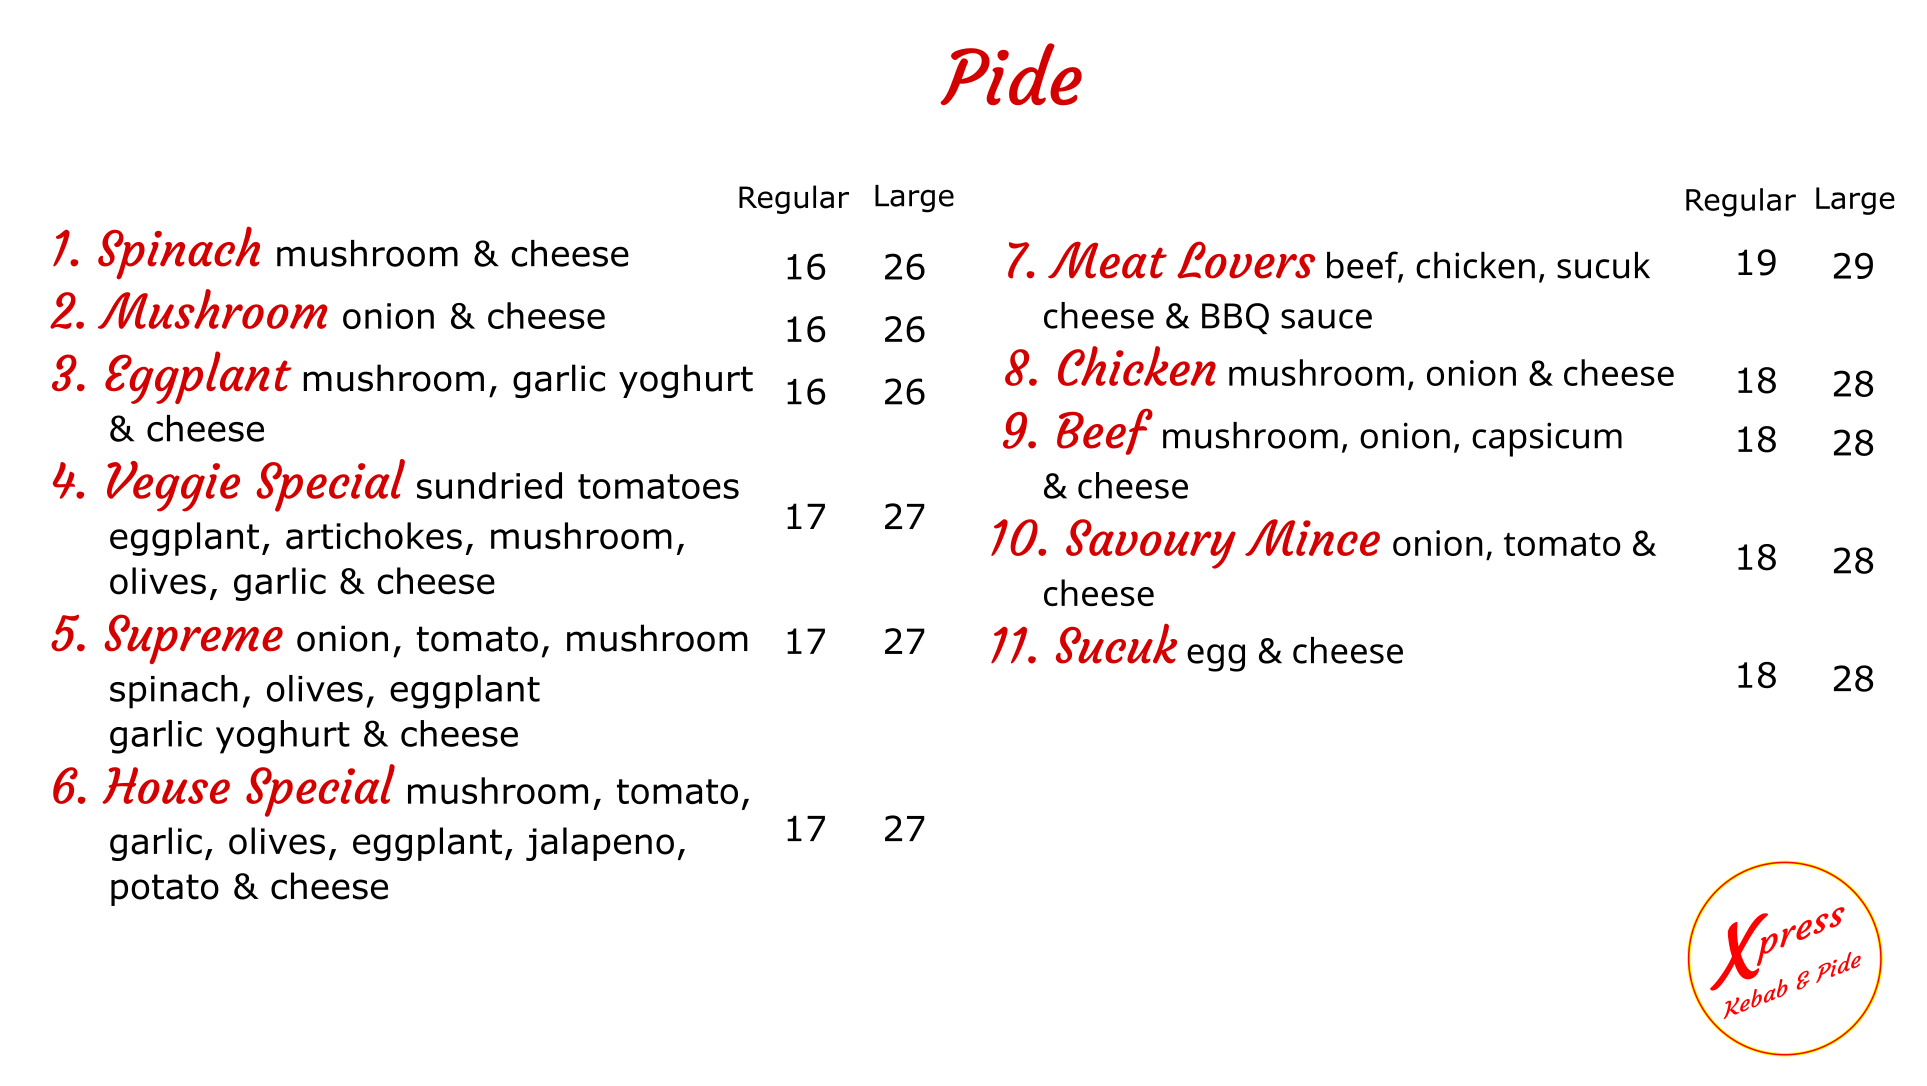 Pide
Regular Large
1. Spinach mushroom & cheese 16 26
2. Mushroom onion & cheese 16 26
3. Eggplant mushroom, garlic yoghurt 16 26
& cheese
4. Veggie Special sundried tomatoes 17 27
eggplant, artichokes, mushroom,
olives, garlic & cheese
5. Supreme onion, tomato, mushroom 17 27
spinach, olives, eggplant
garlic yoghurt & cheese
6. House Special mushroom, tomato, 17 27
garlic, olives, eggplant, jalapeno,
potato & cheese
Regular Large
7. Meat Lovers beef, chicken, sucuk 19 29
cheese & BBQ sauce
8. Chicken mushroom, onion & cheese 18 28
9. Beef mushroom, onion, capsicum 18 28
& cheese
10. Savoury Mince onion, tomato & 18 28
cheese
11. Sucuk egg & cheese 18 28
Xpress
Kebab & Pide